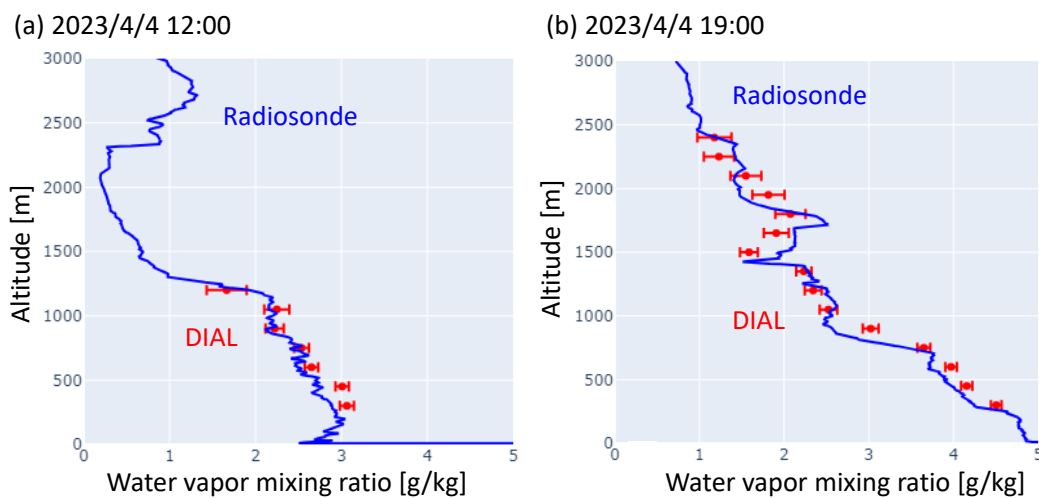 (a) 2023/4/4 12:00
(b) 2023/4/4 19:00
3000
2500
2000
1500
1000
500
0
Altitude [m]
Radiosonde
DIAL
0 1 2 3 4 5
Water vapor mixing ratio [g/kg]
3000
2500
2000
1500
1000
500
0
Altitude [m]
Radiosonde
DIAL
0 1 2 3 4 5
Water vapor mixing ratio [g/kg]